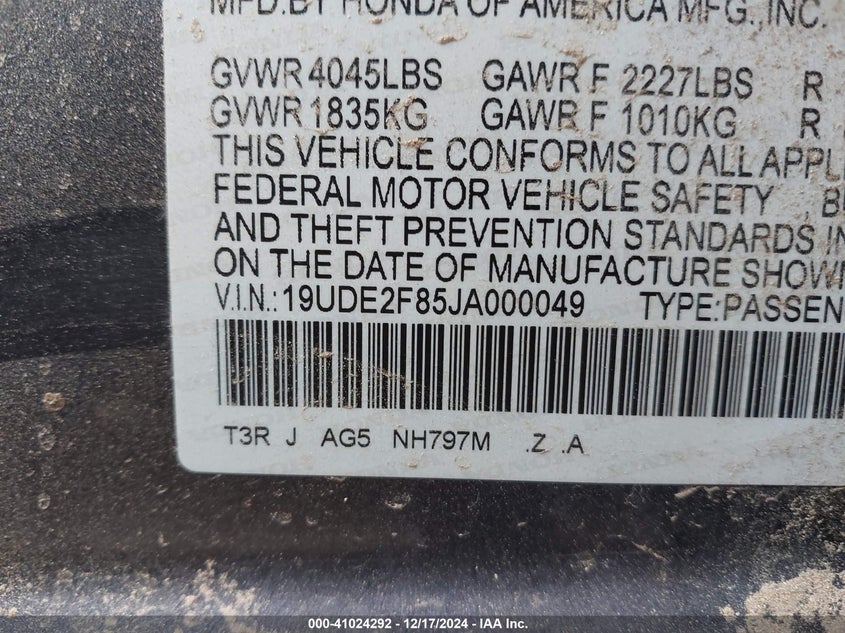 MFD.BY HONDA OF AMERICA MFG.,INC.
GVWR 4045LBS GAWR F 2227LBS R
GVWR 1835KG GAWR F 1010KG R
THIS VEHICLE CONFORMS TO ALL APPL
FEDERAL MOTOR VEHICLE SAFETY , B
AND THEFT PREVENTION STANDARDS IN
ON THE DATE OF MANUFACTURE SHOWN
V.I.N.: 19UDE2F85JA000049 TYPE:PASSEN
T3R J AG5 NH797M .Z .A
000-41024292 - 12/17/2024 - IAA Inc.